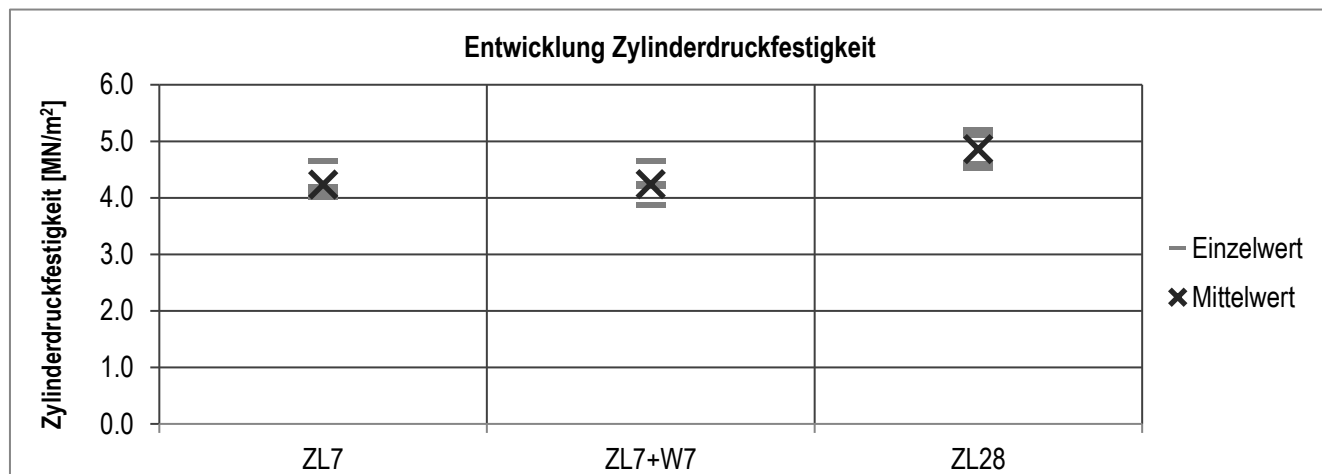 Entwicklung Zylinderdruckfestigkeit
Zylinderdruckfestigkeit [MN/m²]
6.0
5.0
4.0
3.0
2.0
1.0
0.0
ZL7 ZL7+W7 ZL28
Einzelwert
Mittelwert